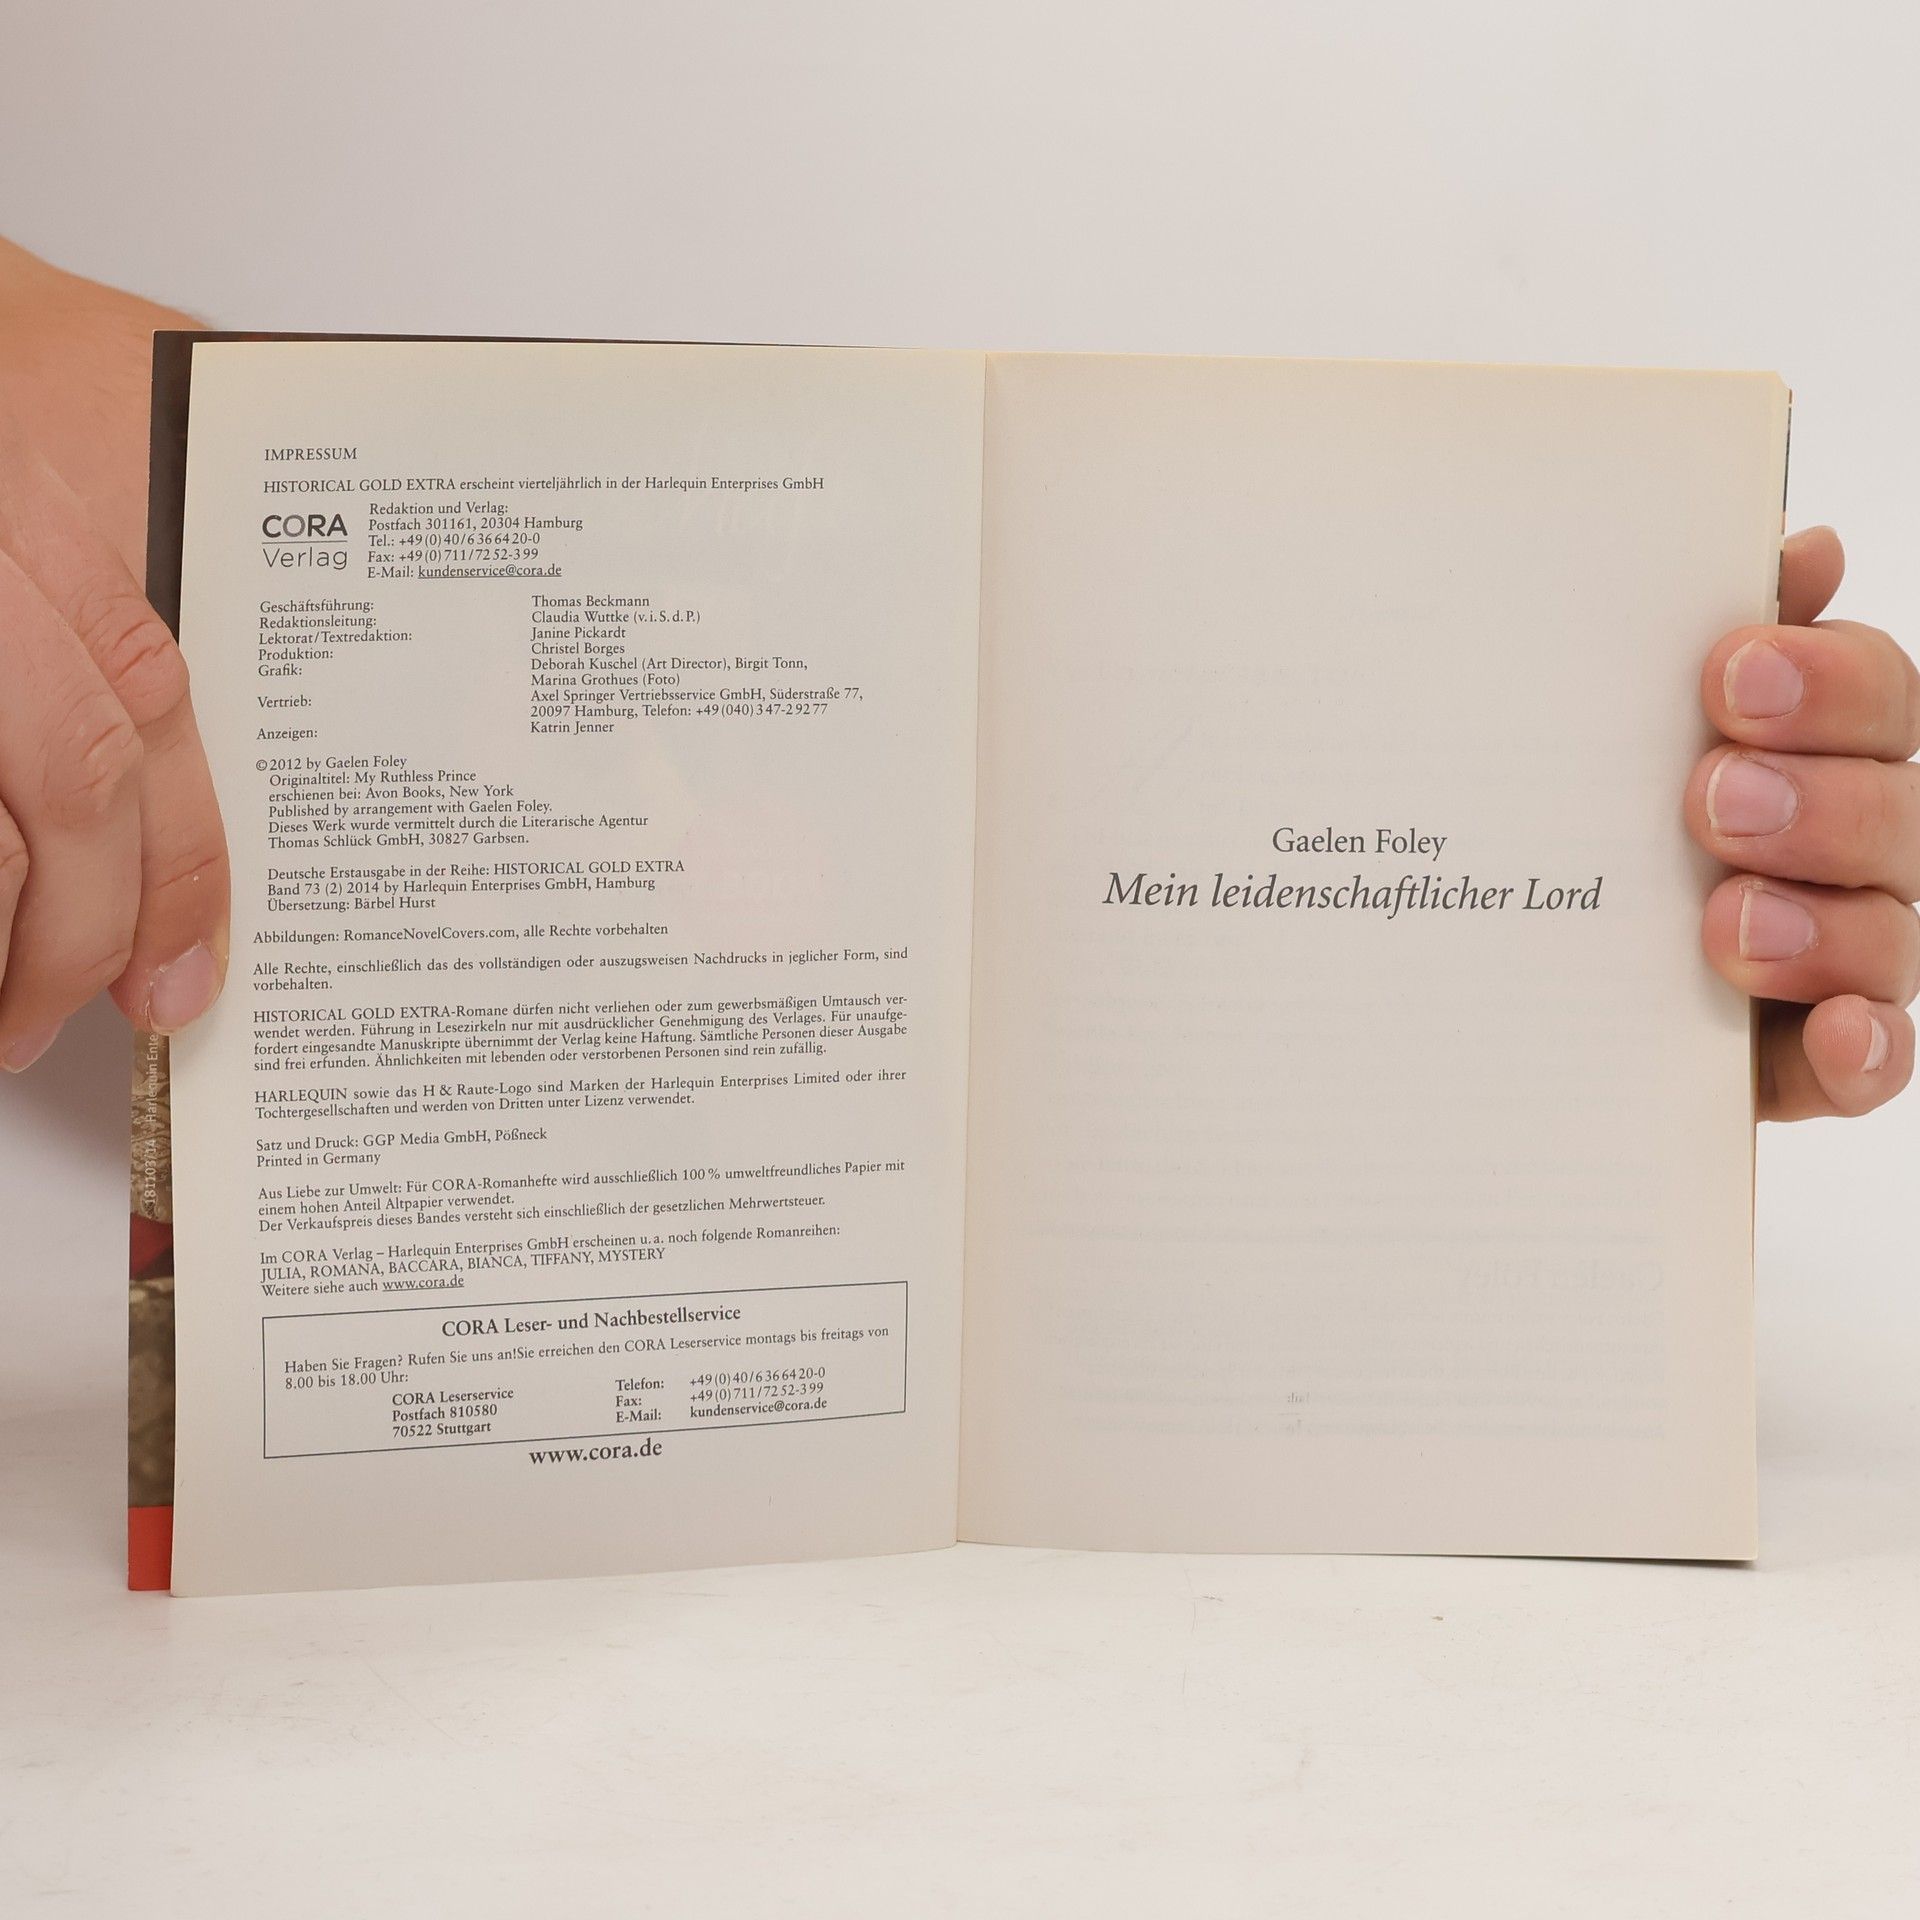 IMPRESSUM
HISTORICAL GOLD EXTRA erscheint vierteljährlich in der Harlequin Enterprises GmbH
CORA
Verlag
Redaktion und Verlag:
Postfach 301161, 20304 Hamburg
Tel.: +49(0)40/6366420-0
Fax: +49(0)711/7252-399
E-Mail: kundenservice@cora.de
Geschäftsführung: Thomas Beckmann
Redaktionsleitung: Claudia Wuttke (v.i.S.d.P.)
Lektorat/Textredaktion: Janine Pickardt
Produktion: Christel Borges
Grafik: Deborah Kuschel (Art Director), Birgit Tonn,
Marina Grothues (Foto)
Vertrieb: Axel Springer Vertriebsservice GmbH, Süderstraße 77,
20097 Hamburg, Telefon: +49(040)347-29277
Anzeigen: Katrin Jenner
©2012 by Gaelen Foley
Originaltitel: My Ruthless Prince
erschienen bei: Avon Books, New York
Published by arrangement with Gaelen Foley.
Dieses Werk wurde vermittelt durch die Literarische Agentur
Thomas Schlück GmbH, 30827 Garbsen.
Deutsche Erstausgabe in der Reihe: HISTORICAL GOLD EXTRA
Band 73 (2) 2014 by Harlequin Enterprises GmbH, Hamburg
Übersetzung: Bärbel Hurst
Abbildungen: RomanceNovelCovers.com, alle Rechte vorbehalten
Alle Rechte, einschließlich das des vollständigen oder auszugsweisen Nachdrucks in jeglicher Form, sind
vorbehalten.
HISTORICAL GOLD EXTRA-Romane dürfen nicht verliehen oder zum gewerbsmäßigen Umtausch ver-
wendet werden. Führung in Lesezirkeln nur mit ausdrücklicher Genehmigung des Verlages. Für unaufge-
fordert eingesandte Manuskripte übernimmt der Verlag keine Haftung. Sämtliche Personen dieser Ausgabe
sind frei erfunden. Ähnlichkeiten mit lebenden oder verstorbenen Personen sind rein zufällig.
HARLEQUIN sowie das H & Raute-Logo sind Marken der Harlequin Enterprises Limited oder ihrer
Tochtergesellschaften und werden von Dritten unter Lizenz verwendet.
Satz und Druck: GGP Media GmbH, Pößneck
Printed in Germany
Aus Liebe zur Umwelt: Für CORA-Romanhefte wird ausschließlich 100% umweltfreundliches Papier mit
einem hohen Anteil Altpapier verwendet.
Der Verkaufspreis dieses Bandes versteht sich einschließlich der gesetzlichen Mehrwertsteuer.
Im CORA Verlag – Harlequin Enterprises GmbH erscheinen u.a. noch folgende Romanreihen:
JULIA, ROMANA, BACCARA, BIANCA, TIFFANY, MYSTERY
Weitere siehe auch www.cora.de
CORA Leser- und Nachbestellservice
Haben Sie Fragen? Rufen Sie uns an!Sie erreichen den CORA Leserservice montags bis freitags von
8.00 bis 18.00 Uhr:
CORA Leserservice
Postfach 810580
70522 Stuttgart
Telefon: +49(0)40/6366420-0
Fax: +49(0)711/7252-399
E-Mail: kundenservice@cora.de
www.cora.de
Gaelen Foley
Mein leidenschaftlicher Lord